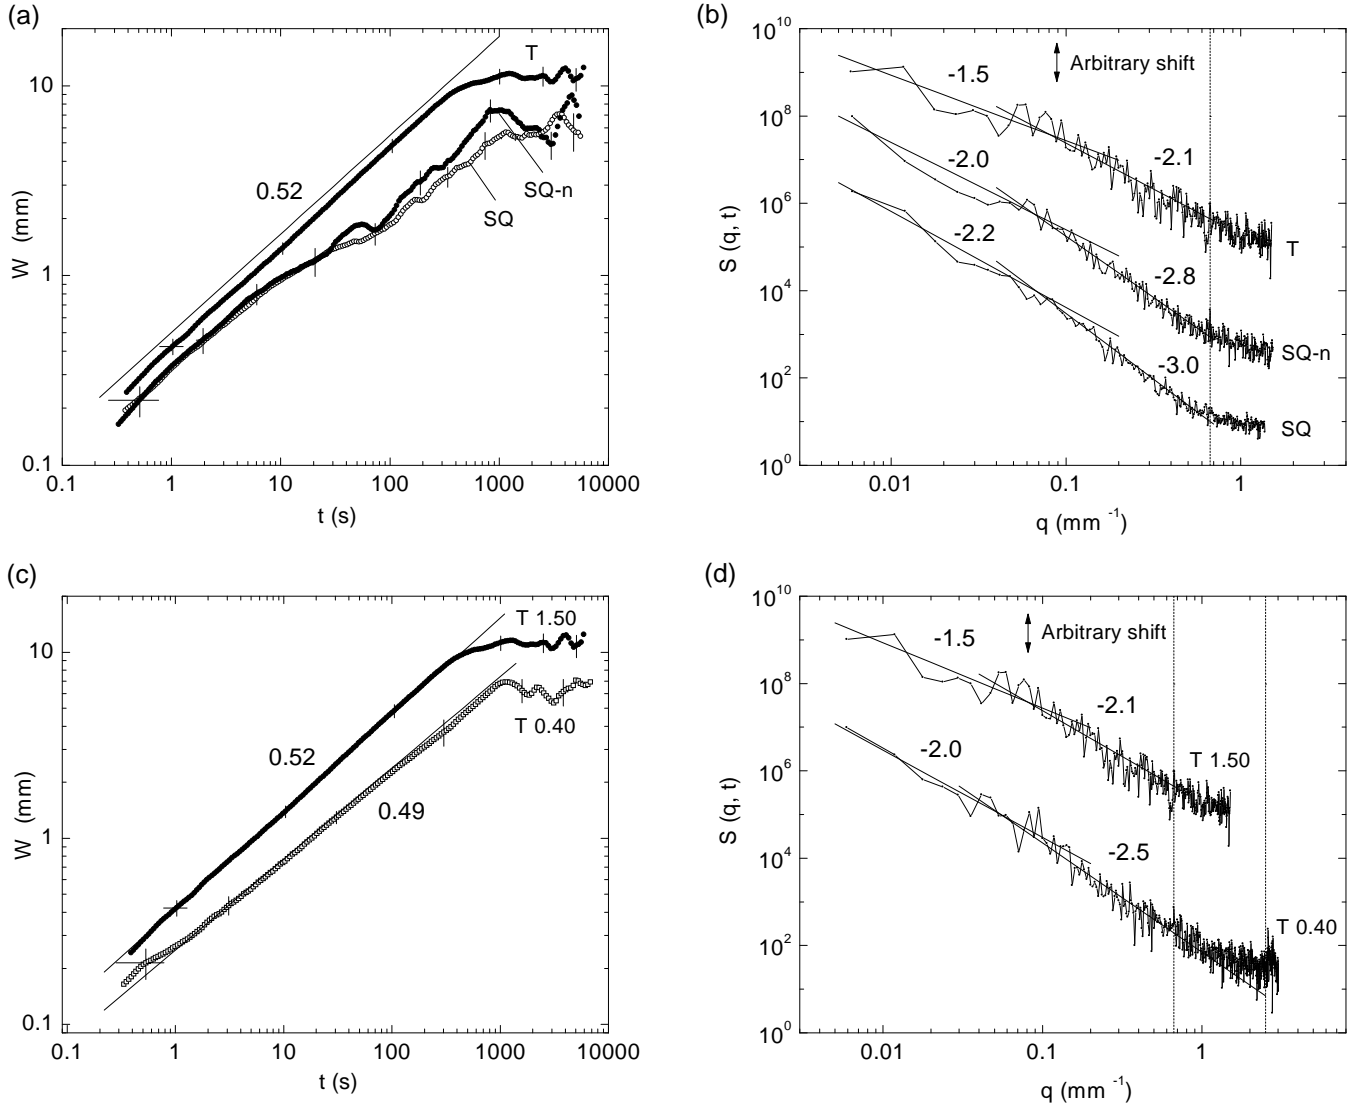 (a)
W (mm)
10
1
0.1
0.1
1
10
100
1000
10000
t (s)
T
0.52
SQ-n
SQ
(b)
S (q, t)
10^10
10^8
10^6
10^4
10^2
10^0
0.01
0.1
1
q (mm^-1)
Arbitrary shift
-1.5
-2.1
-2.0
-2.8
-2.2
-3.0
T
SQ-n
SQ
(c)
W (mm)
10
1
0.1
0.1
1
10
100
1000
10000
t (s)
T 1.50
T 0.40
0.52
0.49
(d)
S (q, t)
10^10
10^8
10^6
10^4
10^2
10^0
0.01
0.1
1
q (mm^-1)
Arbitrary shift
-1.5
-2.1
T 1.50
-2.0
-2.5
T 0.40